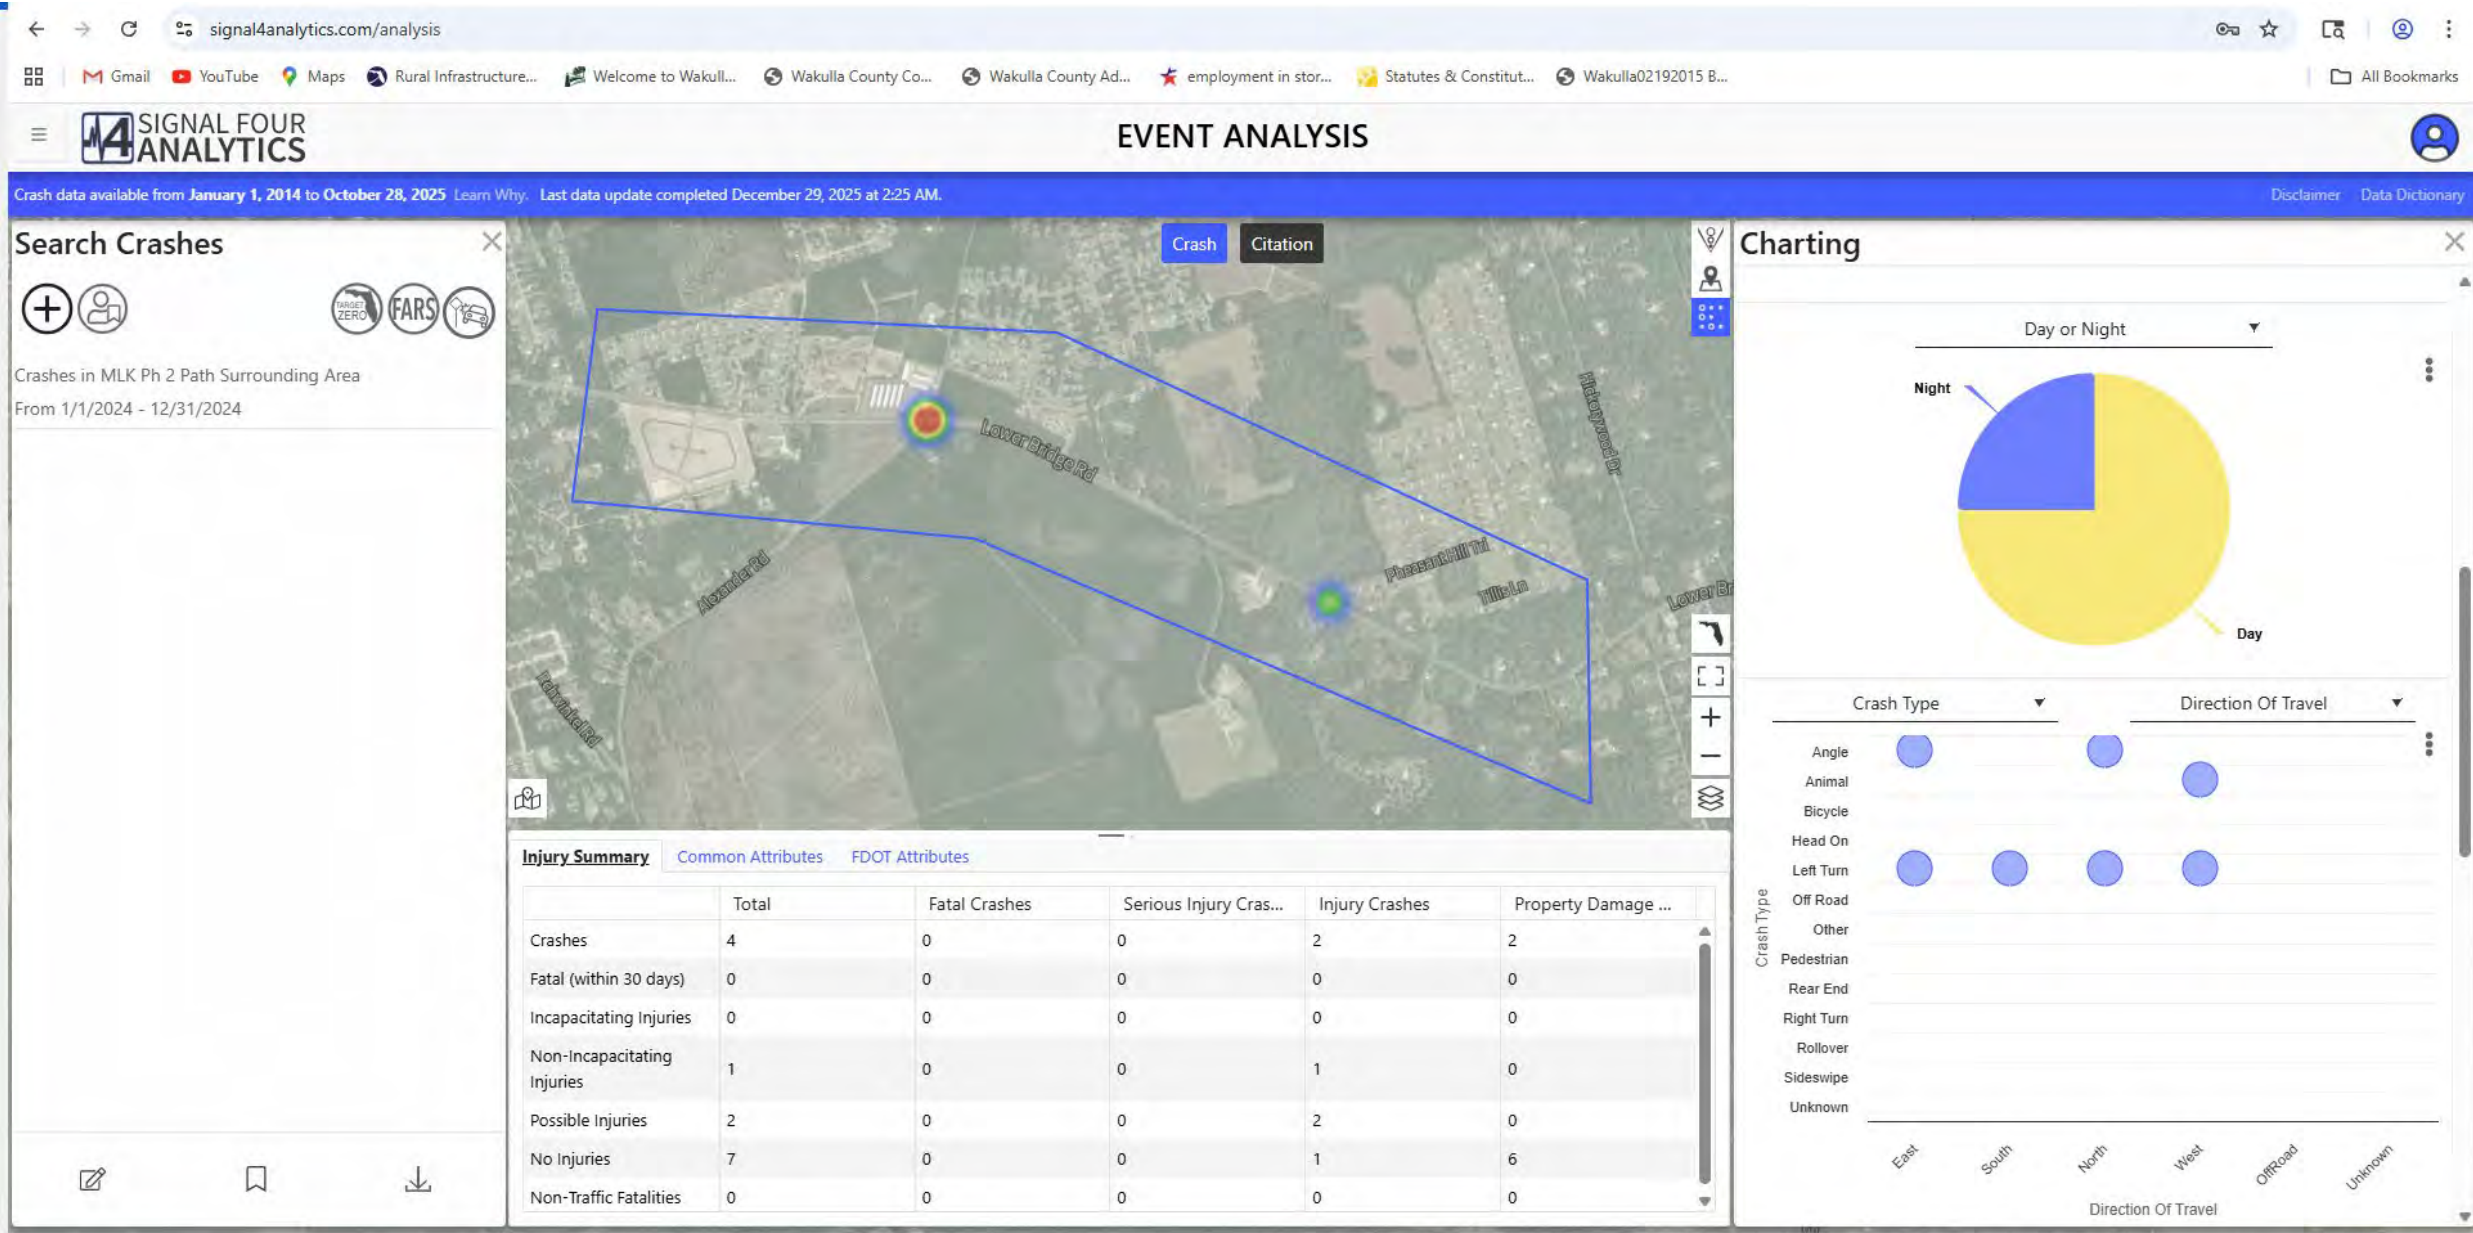 signal4analytics.com/analysis
Gmail YouTube Maps Rural Infrastructure... Welcome to Wakull... Wakulla County Co... Wakulla County Ad... employment in stor... Statutes & Constitut... Wakulla02192015 B... All Bookmarks
4 SIGNAL FOUR
ANALYTICS
EVENT ANALYSIS
Crash data available from January 1, 2014 to October 28, 2025 Learn Why. Last data update completed December 29, 2025 at 2:25 AM. Disclaimer Data Dictionary
Search Crashes
TARGET ZERO FARS
Crashes in MLK Ph 2 Path Surrounding Area
From 1/1/2024 - 12/31/2024
Crash Citation
Lower Bridge Rd
Hickorywood Dr
Alexander Rd
Pheasant Hill Trl
Tillis Ln
Lower Br
Rehwinkel Rd
Injury Summary Common Attributes FDOT Attributes
Total Fatal Crashes Serious Injury Cras... Injury Crashes Property Damage ...
Crashes 4 0 0 2 2
Fatal (within 30 days) 0 0 0 0 0
Incapacitating Injuries 0 0 0 0 0
Non-Incapacitating
Injuries 1 0 0 1 0
Possible Injuries 2 0 0 2 0
No Injuries 7 0 0 1 6
Non-Traffic Fatalities 0 0 0 0 0
Charting
Day or Night
Night
Day
Crash Type Direction Of Travel
Crash Type
Angle
Animal
Bicycle
Head On
Left Turn
Off Road
Other
Pedestrian
Rear End
Right Turn
Rollover
Sideswipe
Unknown
East South North West OffRoad Unknown
Direction Of Travel